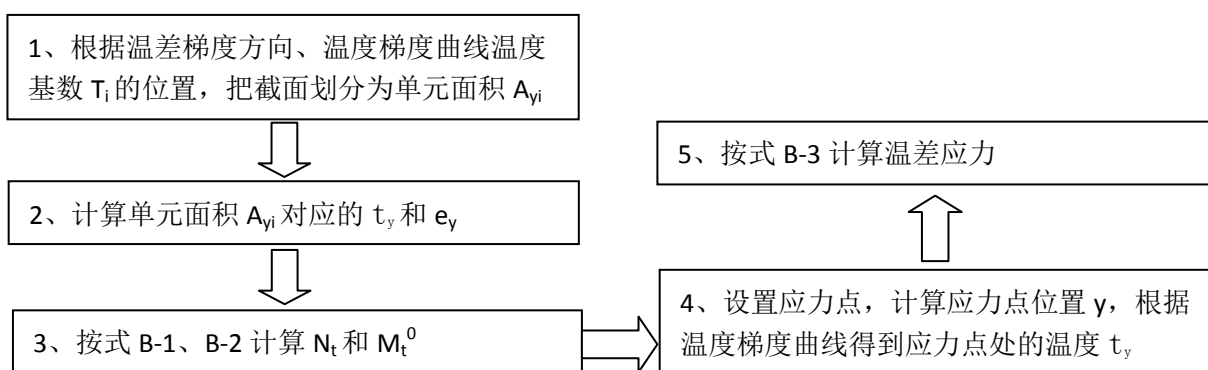 1、根据温差梯度方向、温度梯度曲线温度
基数 Ti 的位置，把截面划分为单元面积 Ayi
2、计算单元面积 Ayi 对应的 ty 和 ey
3、按式 B-1、B-2 计算 Nt 和 Mt0
4、设置应力点，计算应力点位置 y，根据
温度梯度曲线得到应力点处的温度 ty
5、按式 B-3 计算温差应力